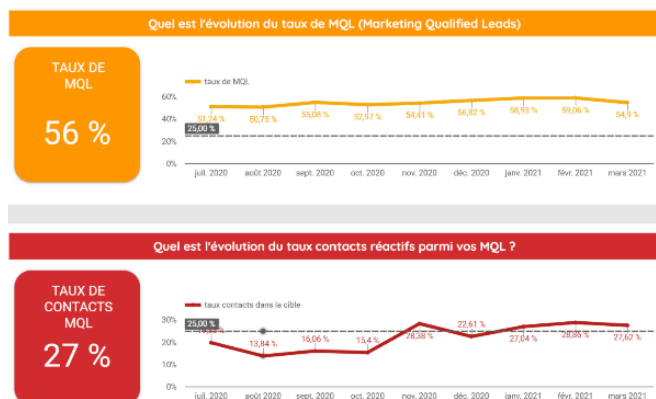 Quel est l'évolution du taux de MQL (Marketing Qualified Leads)
TAUX DE
MQL
56 %
taux de MQL
60%
40%
20%
0%
25,00 %
51,24 %
50,75 %
55,08 %
52,97 %
54,41 %
56,82 %
58,93 %
59,06 %
54,9 %
juil. 2020
août 2020
sept. 2020
oct. 2020
nov. 2020
déc. 2020
janv. 2021
févr. 2021
mars 2021
Quel est l'évolution du taux contacts réactifs parmi vos MQL ?
TAUX DE
CONTACTS
MQL
27 %
taux contacts dans la cible
30%
20%
10%
0%
25,00 %
13,84 %
16,06 %
15,4 %
28,38 %
22,61 %
27,04 %
28,86 %
27,62 %
juil. 2020
août 2020
sept. 2020
oct. 2020
nov. 2020
déc. 2020
janv. 2021
févr. 2021
mars 2021